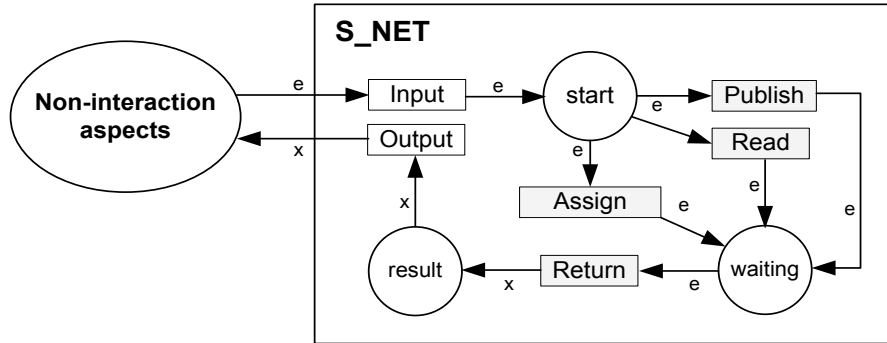 S_NET
Non-interaction
aspects
e
Input
e
start
e
Publish
x
Output
e
Read
e
Assign
e
e
e
x
result
x
Return
e
waiting